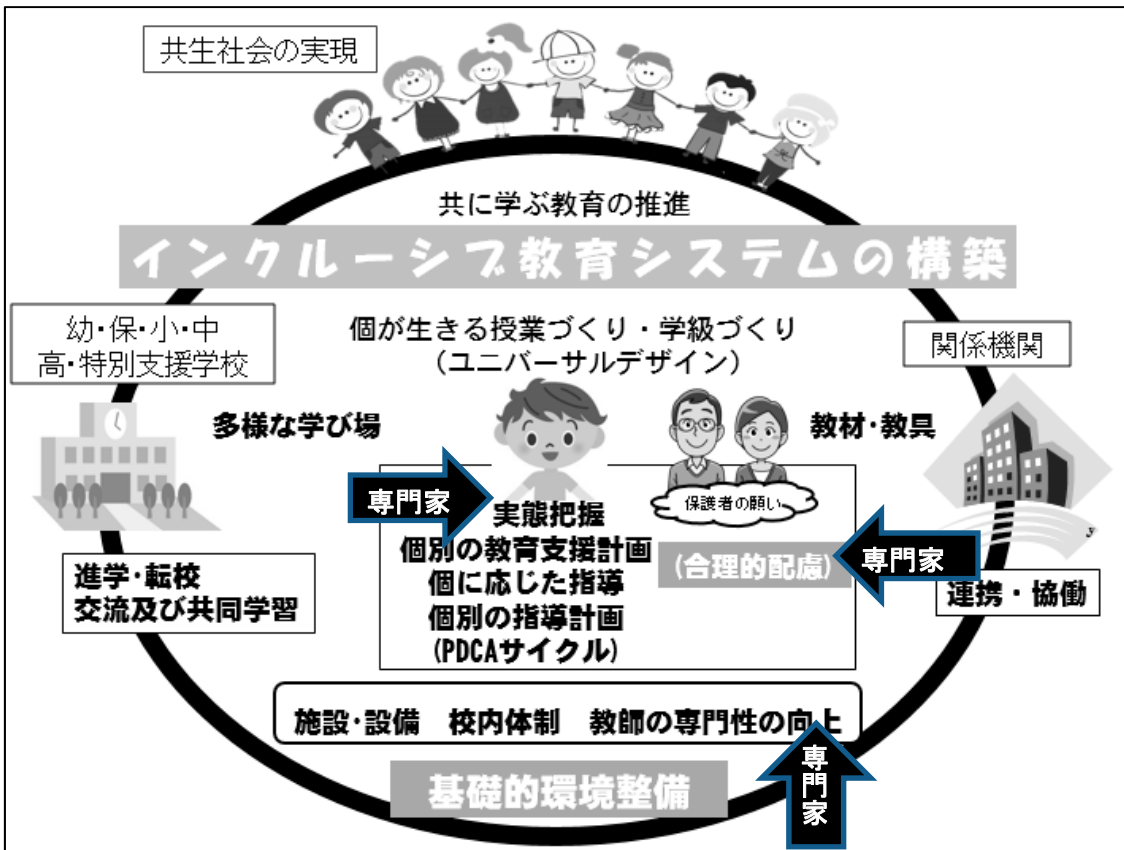 共生社会の実現
共に学ぶ教育の推進
インクルーシブ教育システムの構築
幼・保・小・中
高・特別支援学校
個が生きる授業づくり・学級づくり
(ユニバーサルデザイン)
関係機関
多様な学び場
教材・教具
専門家
実態把握
個別の教育支援計画
個に応じた指導
個別の指導計画
(PDCAサイクル)
保護者の願い
(合理的配慮)
専門家
進学・転校
交流及び共同学習
連携・協働
施設・設備 校内体制 教師の専門性の向上
基礎的環境整備
専門家